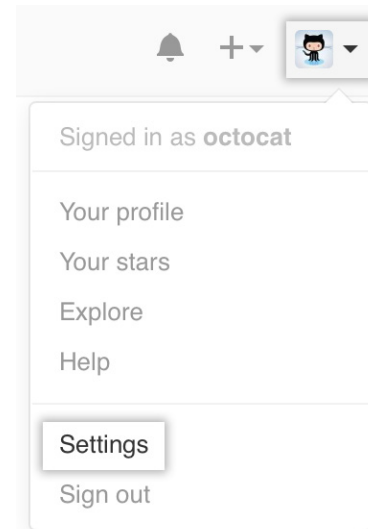 Signed in as octocat
Your profile
Your stars
Explore
Help
Settings
Sign out